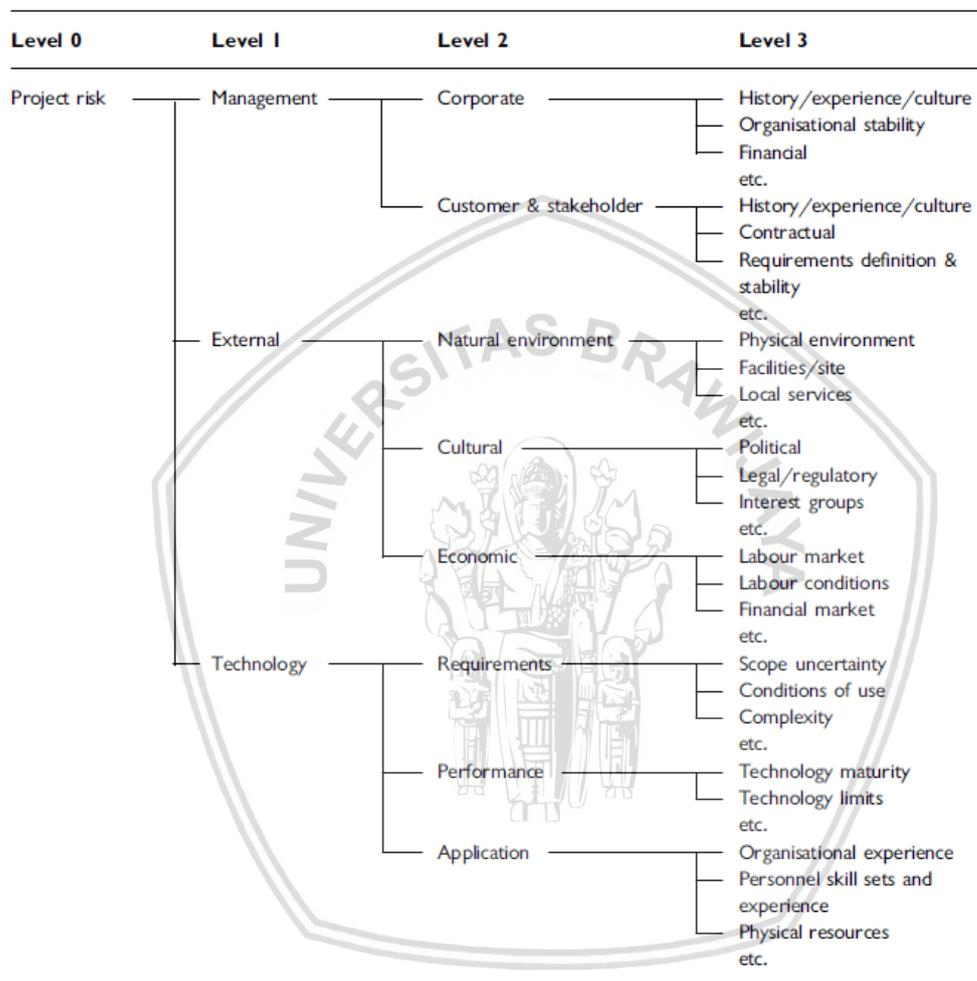 Level 0 Level 1 Level 2 Level 3
Project risk Management Corporate History/experience/culture
Organisational stability
Financial
etc.
Customer & stakeholder History/experience/culture
Contractual
Requirements definition &
stability
etc.
External Natural environment Physical environment
Facilities/site
Local services
etc.
Cultural Political
Legal/regulatory
Interest groups
etc.
Economic Labour market
Labour conditions
Financial market
etc.
Technology Requirements Scope uncertainty
Conditions of use
Complexity
etc.
Performance Technology maturity
Technology limits
etc.
Application Organisational experience
Personnel skill sets and
experience
Physical resources
etc.
UNIVERSITAS BRAWIJAYA